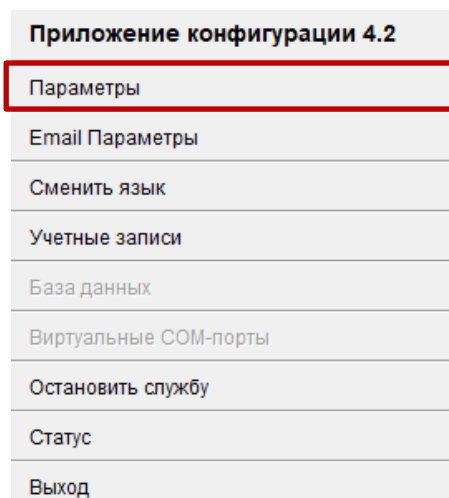 Приложение конфигурации 4.2
Параметры
Email Параметры
Сменить язык
Учетные записи
База данных
Виртуальные COM-порты
Остановить службу
Статус
Выход